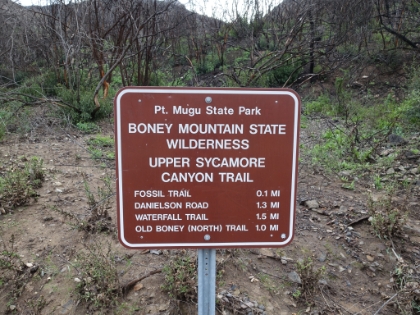 Pt. Mugu State Park
BONEY MOUNTAIN STATE
WILDERNESS
UPPER SYCAMORE
CANYON TRAIL
FOSSIL TRAIL 0.1 MI
DANIELSON ROAD 1.3 MI
WATERFALL TRAIL 1.5 MI
OLD BONEY (NORTH) TRAIL 1.0 MI